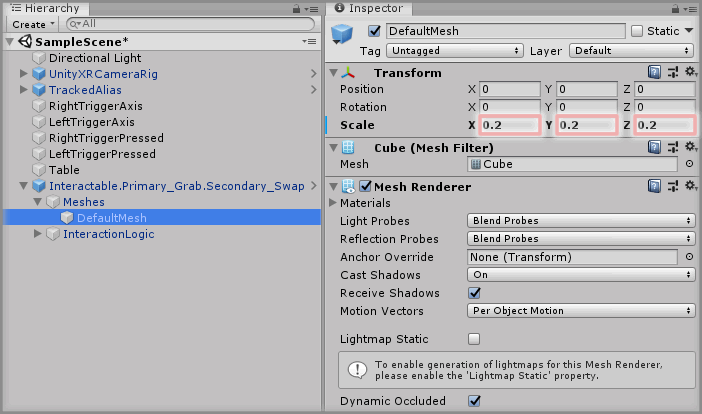 Hierarchy
Create
All
SampleScene*
Directional Light
UnityXRCameraRig
TrackedAlias
RightTriggerAxis
LeftTriggerAxis
RightTriggerPressed
LeftTriggerPressed
Table
Interactable.Primary_Grab.Secondary_Swap
Meshes
DefaultMesh
InteractionLogic
Inspector
DefaultMesh Static
Tag Untagged Layer Default
Transform
Position X 0 Y 0 Z 0
Rotation X 0 Y 0 Z 0
Scale X 0.2 Y 0.2 Z 0.2
Cube (Mesh Filter)
Mesh Cube
Mesh Renderer
Materials
Light Probes Blend Probes
Reflection Probes Blend Probes
Anchor Override None (Transform)
Cast Shadows On
Receive Shadows
Motion Vectors Per Object Motion
Lightmap Static
To enable generation of lightmaps for this Mesh Renderer,
please enable the 'Lightmap Static' property.
Dynamic Occluded